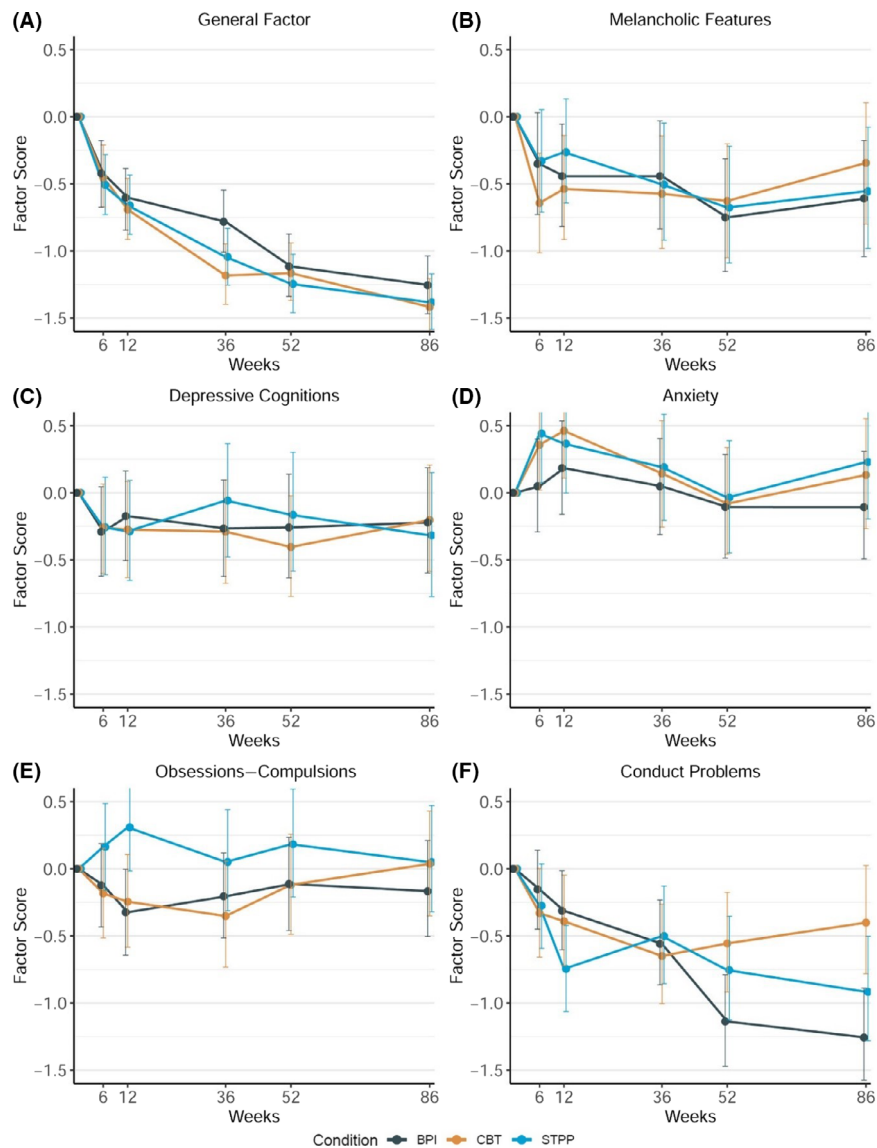 (A) General Factor
0.5
0.0
−0.5
−1.0
−1.5
Factor Score
6 12 36 52 86
Weeks
(B) Melancholic Features
0.5
0.0
−0.5
−1.0
−1.5
Factor Score
6 12 36 52 86
Weeks
(C) Depressive Cognitions
0.5
0.0
−0.5
−1.0
−1.5
Factor Score
6 12 36 52 86
Weeks
(D) Anxiety
0.5
0.0
−0.5
−1.0
−1.5
Factor Score
6 12 36 52 86
Weeks
(E) Obsessions−Compulsions
0.5
0.0
−0.5
−1.0
−1.5
Factor Score
6 12 36 52 86
Weeks
(F) Conduct Problems
0.5
0.0
−0.5
−1.0
−1.5
Factor Score
6 12 36 52 86
Weeks
Condition BPI CBT STPP